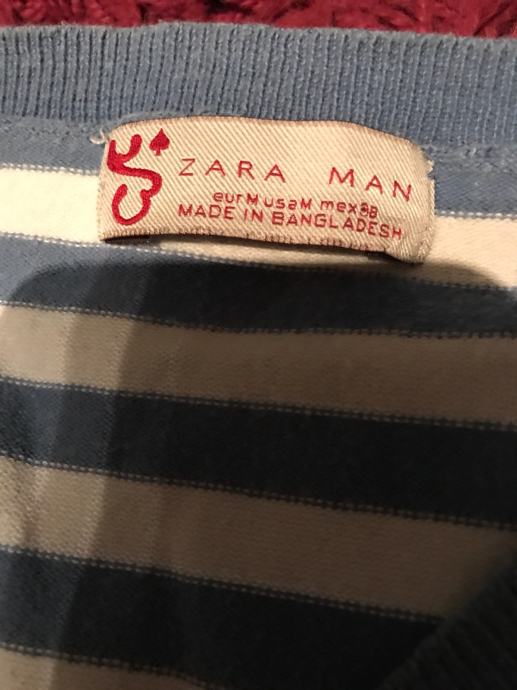 ZARA MAN
eur M usa M mex 38
MADE IN BANGLADESH